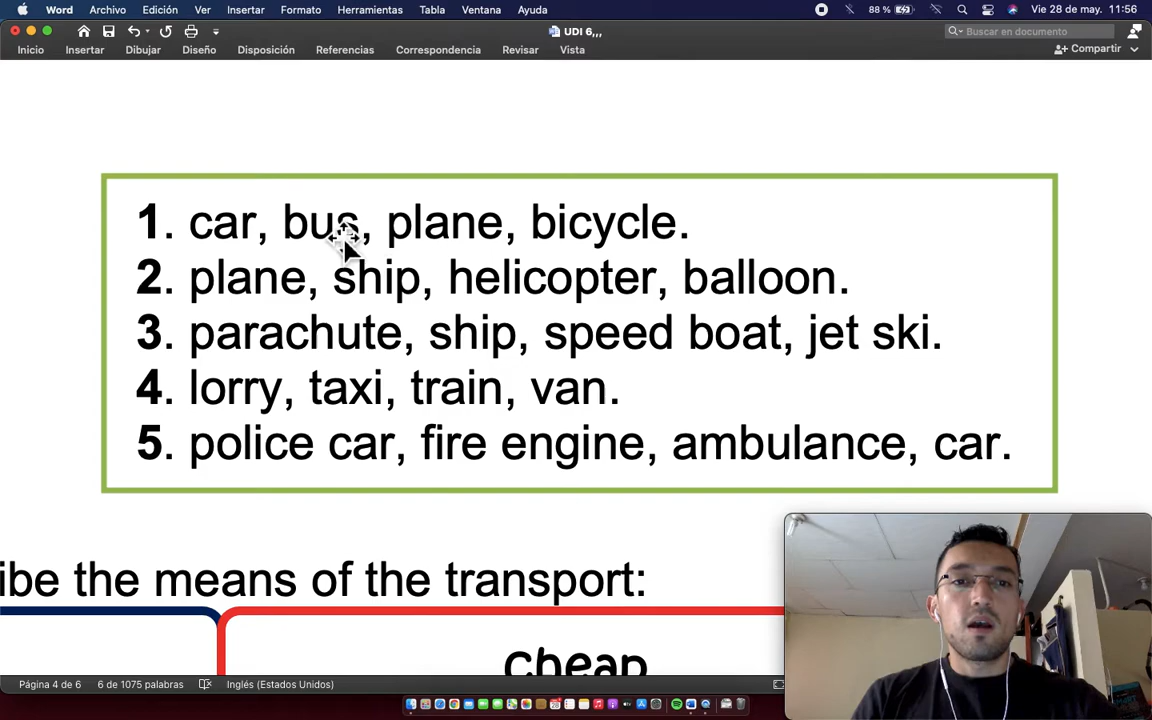 Word Archivo Edición Ver Insertar Formato Herramientas Tabla Ventana Ayuda 88 % Vie 28 de may. 11:56
UDI 6,,, Buscar en documento
Inicio Insertar Dibujar Diseño Disposición Referencias Correspondencia Revisar Vista Compartir
1. car, bus, plane, bicycle.
2. plane, ship, helicopter, balloon.
3. parachute, ship, speed boat, jet ski.
4. lorry, taxi, train, van.
5. police car, fire engine, ambulance, car.
ibe the means of the transport:
Cheap
Página 4 de 6 6 de 1075 palabras Inglés (Estados Unidos)